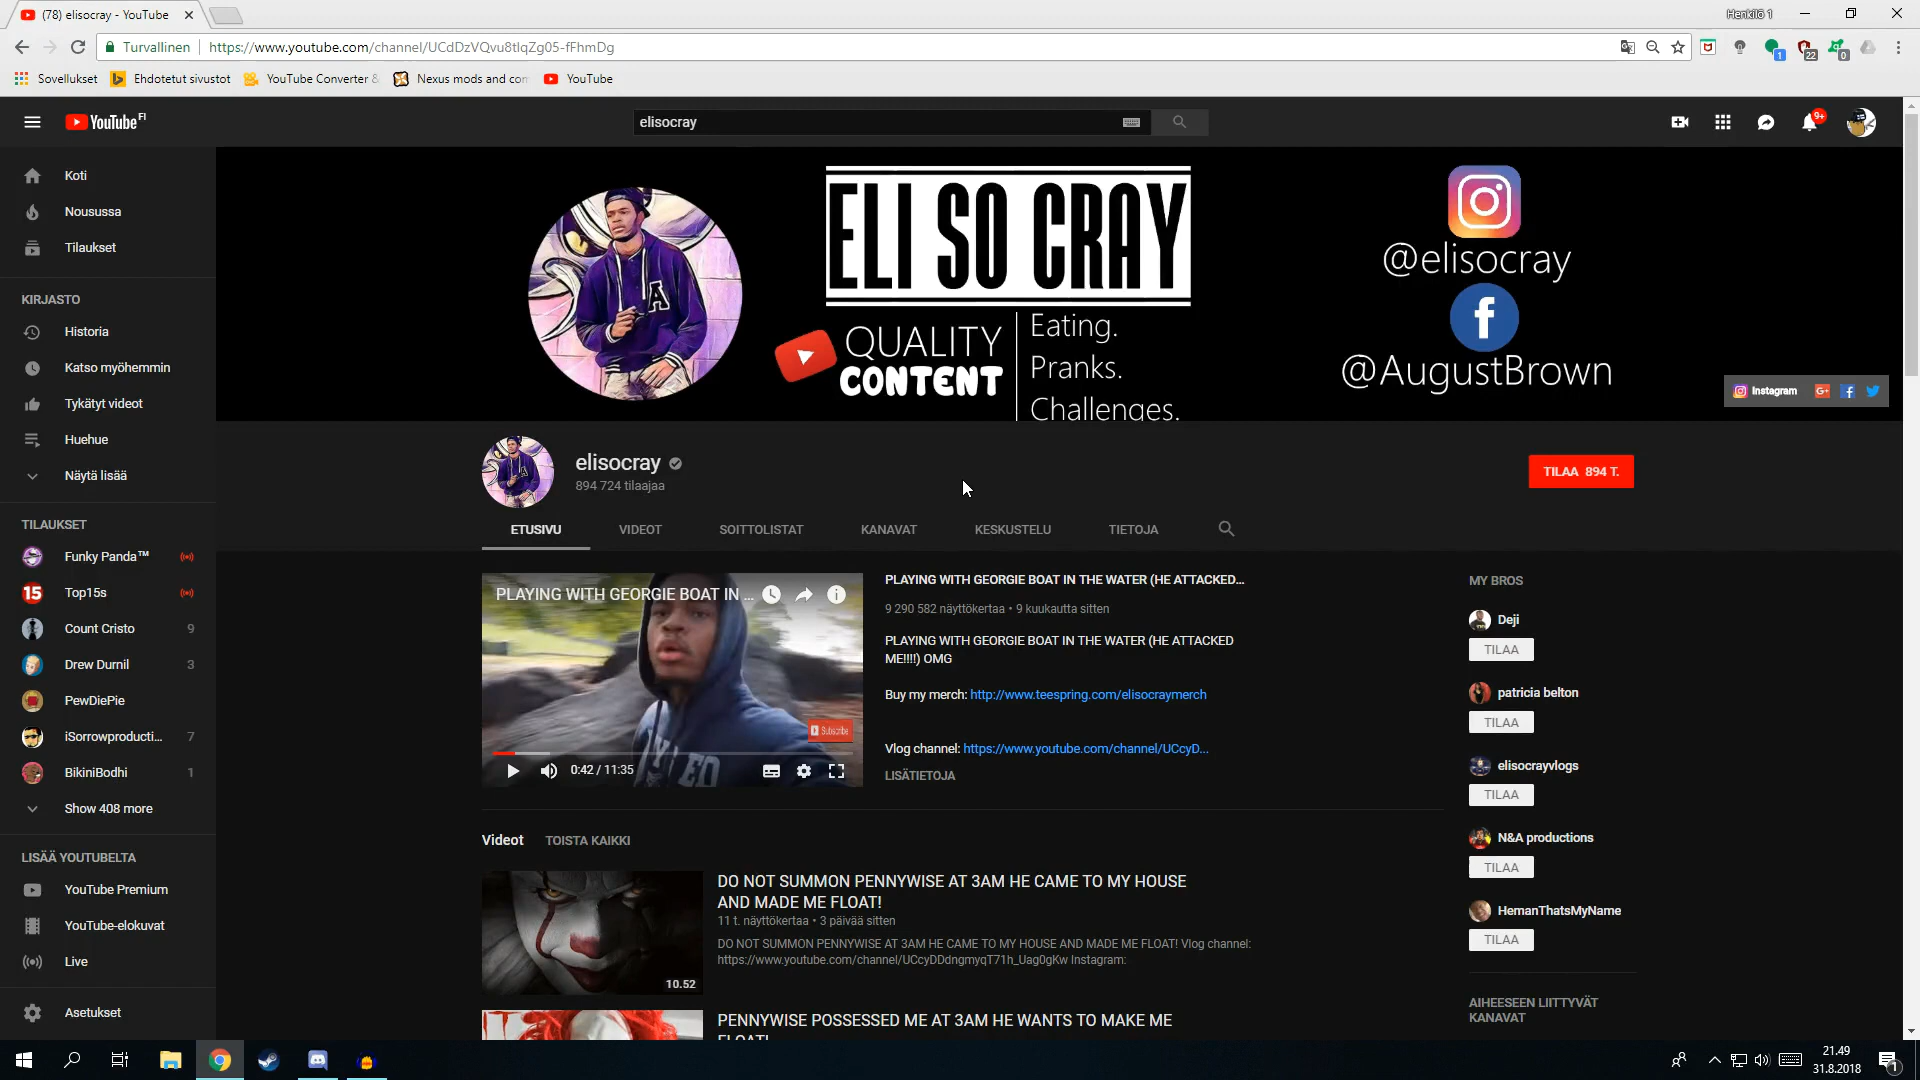 (78) elisocray - YouTube
Henkilö 1
Turvallinen
https://www.youtube.com/channel/UCdDzVQvu8tlqZg05-fFhmDg
1
22
0
Sovellukset
Ehdotetut sivustot
YouTube Converter &
Nexus mods and com
YouTube
YouTube FI
elisocray
9+
Koti
Nousussa
Tilaukset
KIRJASTO
Historia
Katso myöhemmin
Tykätyt videot
Huehue
Näytä lisää
TILAUKSET
Funky Panda™
15 Top15s
Count Cristo 9
Drew Durnil 3
PewDiePie
iSorrowproducti... 7
BikiniBodhi 1
Show 408 more
LISÄÄ YOUTUBELTA
YouTube Premium
YouTube-elokuvat
Live
Asetukset
A
ELI SO CRAY
QUALITY
CONTENT
Eating.
Pranks.
Challenges.
@elisocray
@AugustBrown
Instagram
G+
elisocray
894 724 tilaajaa
TILAA 894 T.
ETUSIVU
VIDEOT
SOITTOLISTAT
KANAVAT
KESKUSTELU
TIETOJA
PLAYING WITH GEORGIE BOAT IN ...
Subscribe
0:42 / 11:35
PLAYING WITH GEORGIE BOAT IN THE WATER (HE ATTACKED...
9 290 582 näyttökertaa • 9 kuukautta sitten
PLAYING WITH GEORGIE BOAT IN THE WATER (HE ATTACKED
ME!!!!) OMG
Buy my merch: http://www.teespring.com/elisocraymerch
Vlog channel: https://www.youtube.com/channel/UCcyD...
LISÄTIETOJA
Videot
TOISTA KAIKKI
10.52
DO NOT SUMMON PENNYWISE AT 3AM HE CAME TO MY HOUSE
AND MADE ME FLOAT!
11 t. näyttökertaa • 3 päivää sitten
DO NOT SUMMON PENNYWISE AT 3AM HE CAME TO MY HOUSE AND MADE ME FLOAT! Vlog channel:
https://www.youtube.com/channel/UCcyDDdngmyqT71h_Uag0gKw Instagram:
PENNYWISE POSSESSED ME AT 3AM HE WANTS TO MAKE ME
FLOAT!
MY BROS
Deji
TILAA
patricia belton
TILAA
elisocrayvlogs
TILAA
N&A productions
TILAA
HemanThatsMyName
TILAA
AIHEESEEN LIITTYVÄT
KANAVAT
21.49
31.8.2018
1